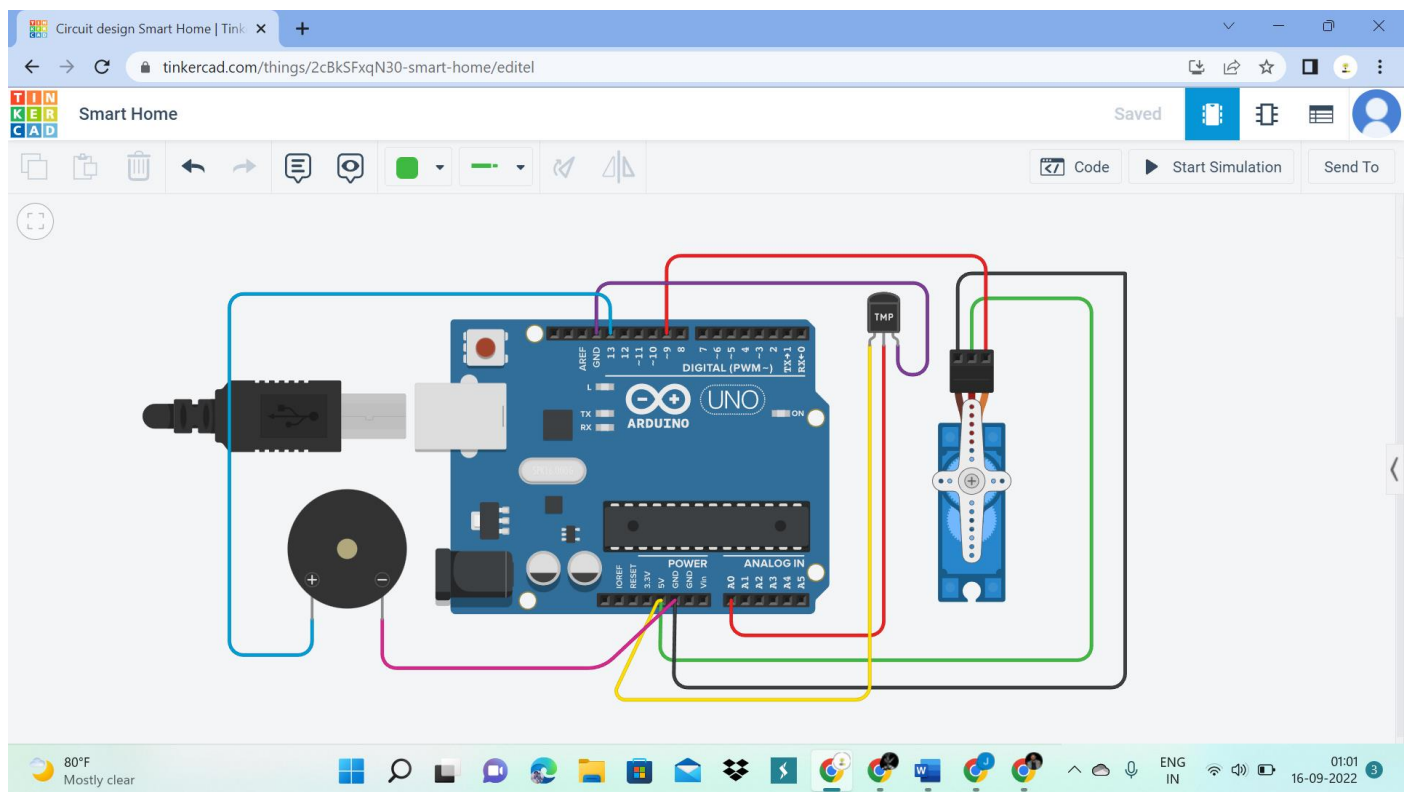 Circuit design Smart Home | Tink
tinkercad.com/things/2cBkSFxqN30-smart-home/editel
TIN
KER
CAD
Smart Home
Saved
Code
Start Simulation
Send To
TMP
AREF
GND
13
12
~11
~10
~9
8
7
~6
~5
4
~3
2
TX→1
RX←0
DIGITAL (PWM~)
L
TX
RX
ARDUINO
UNO
ON
POWER
ANALOG IN
IOREF
RESET
3.3V
5V
GND
GND
Vin
A0
A1
A2
A3
A4
A5
80°F
Mostly clear
ENG
IN
01:01
16-09-2022
3